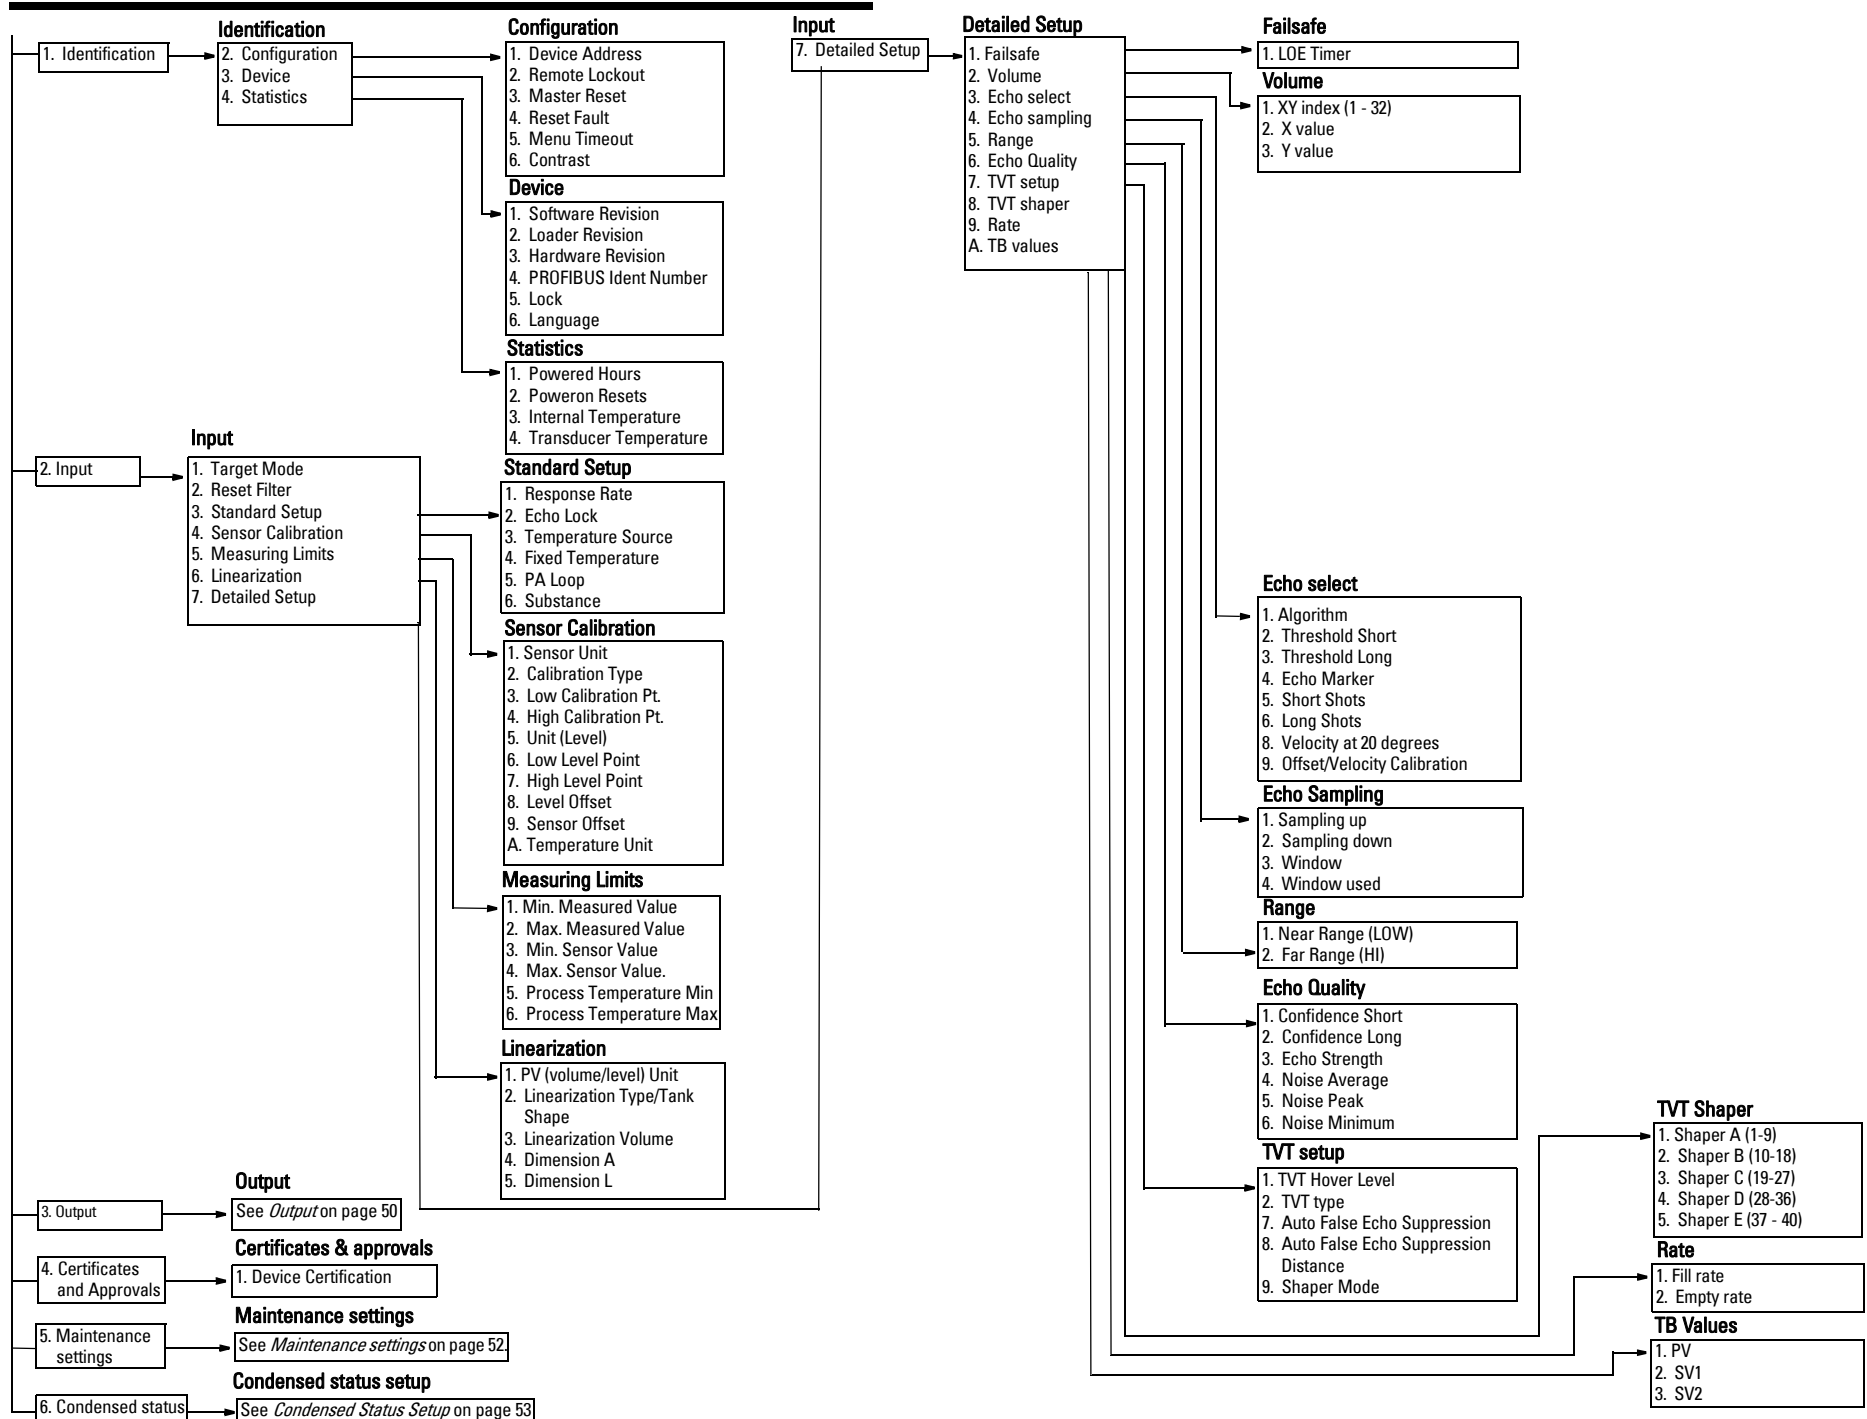 1. Identification
Identification
2. Configuration
3. Device
4. Statistics
Configuration
1. Device Address
2. Remote Lockout
3. Master Reset
4. Reset Fault
5. Menu Timeout
6. Contrast
Device
1. Software Revision
2. Loader Revision
3. Hardware Revision
4. PROFIBUS Ident Number
5. Lock
6. Language
Statistics
1. Powered Hours
2. Poweron Resets
3. Internal Temperature
4. Transducer Temperature
2. Input
Input
1. Target Mode
2. Reset Filter
3. Standard Setup
4. Sensor Calibration
5. Measuring Limits
6. Linearization
7. Detailed Setup
Standard Setup
1. Response Rate
2. Echo Lock
3. Temperature Source
4. Fixed Temperature
5. PA Loop
6. Substance
Sensor Calibration
1. Sensor Unit
2. Calibration Type
3. Low Calibration Pt.
4. High Calibration Pt.
5. Unit (Level)
6. Low Level Point
7. High Level Point
8. Level Offset
9. Sensor Offset
A. Temperature Unit
Measuring Limits
1. Min. Measured Value
2. Max. Measured Value
3. Min. Sensor Value
4. Max. Sensor Value.
5. Process Temperature Min
6. Process Temperature Max
Linearization
1. PV (volume/level) Unit
2. Linearization Type/Tank
Shape
3. Linearization Volume
4. Dimension A
5. Dimension L
3. Output
Output
See Output on page 50
4. Certificates
and Approvals
Certificates & approvals
1. Device Certification
5. Maintenance
settings
Maintenance settings
See Maintenance settings on page 52.
6. Condensed status
Condensed status setup
See Condensed Status Setup on page 53
Input
7. Detailed Setup
Detailed Setup
1. Failsafe
2. Volume
3. Echo select
4. Echo sampling
5. Range
6. Echo Quality
7. TVT setup
8. TVT shaper
9. Rate
A. TB values
Failsafe
1. LOE Timer
Volume
1. XY index (1 - 32)
2. X value
3. Y value
Echo select
1. Algorithm
2. Threshold Short
3. Threshold Long
4. Echo Marker
5. Short Shots
6. Long Shots
8. Velocity at 20 degrees
9. Offset/Velocity Calibration
Echo Sampling
1. Sampling up
2. Sampling down
3. Window
4. Window used
Range
1. Near Range (LOW)
2. Far Range (HI)
Echo Quality
1. Confidence Short
2. Confidence Long
3. Echo Strength
4. Noise Average
5. Noise Peak
6. Noise Minimum
TVT setup
1. TVT Hover Level
2. TVT type
7. Auto False Echo Suppression
8. Auto False Echo Suppression
Distance
9. Shaper Mode
TVT Shaper
1. Shaper A (1-9)
2. Shaper B (10-18)
3. Shaper C (19-27)
4. Shaper D (28-36)
5. Shaper E (37 - 40)
Rate
1. Fill rate
2. Empty rate
TB Values
1. PV
2. SV1
3. SV2